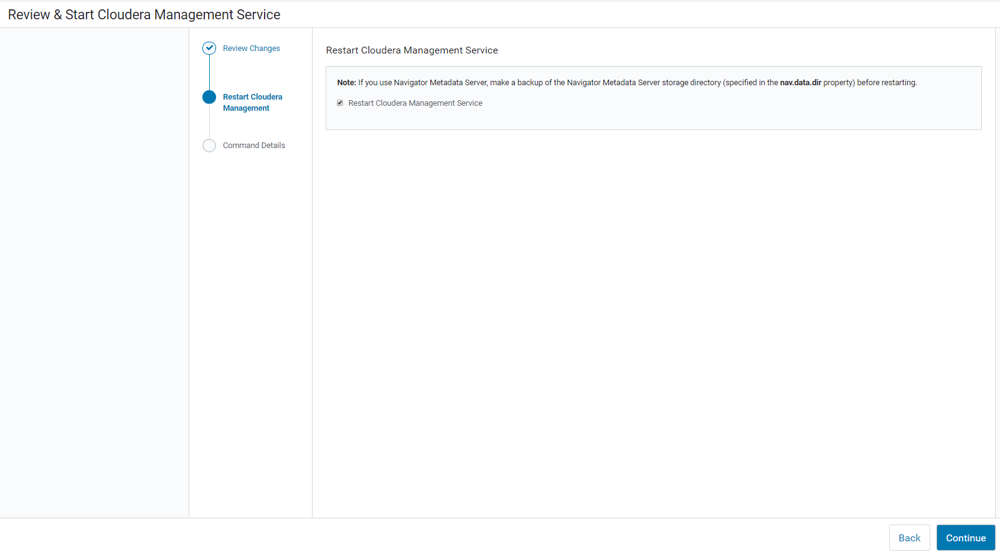 Review & Start Cloudera Management Service
Review Changes
Restart Cloudera
Management
Command Details
Restart Cloudera Management Service
Note: If you use Navigator Metadata Server, make a backup of the Navigator Metadata Server storage directory (specified in the nav.data.dir property) before restarting.
Restart Cloudera Management Service
Back
Continue